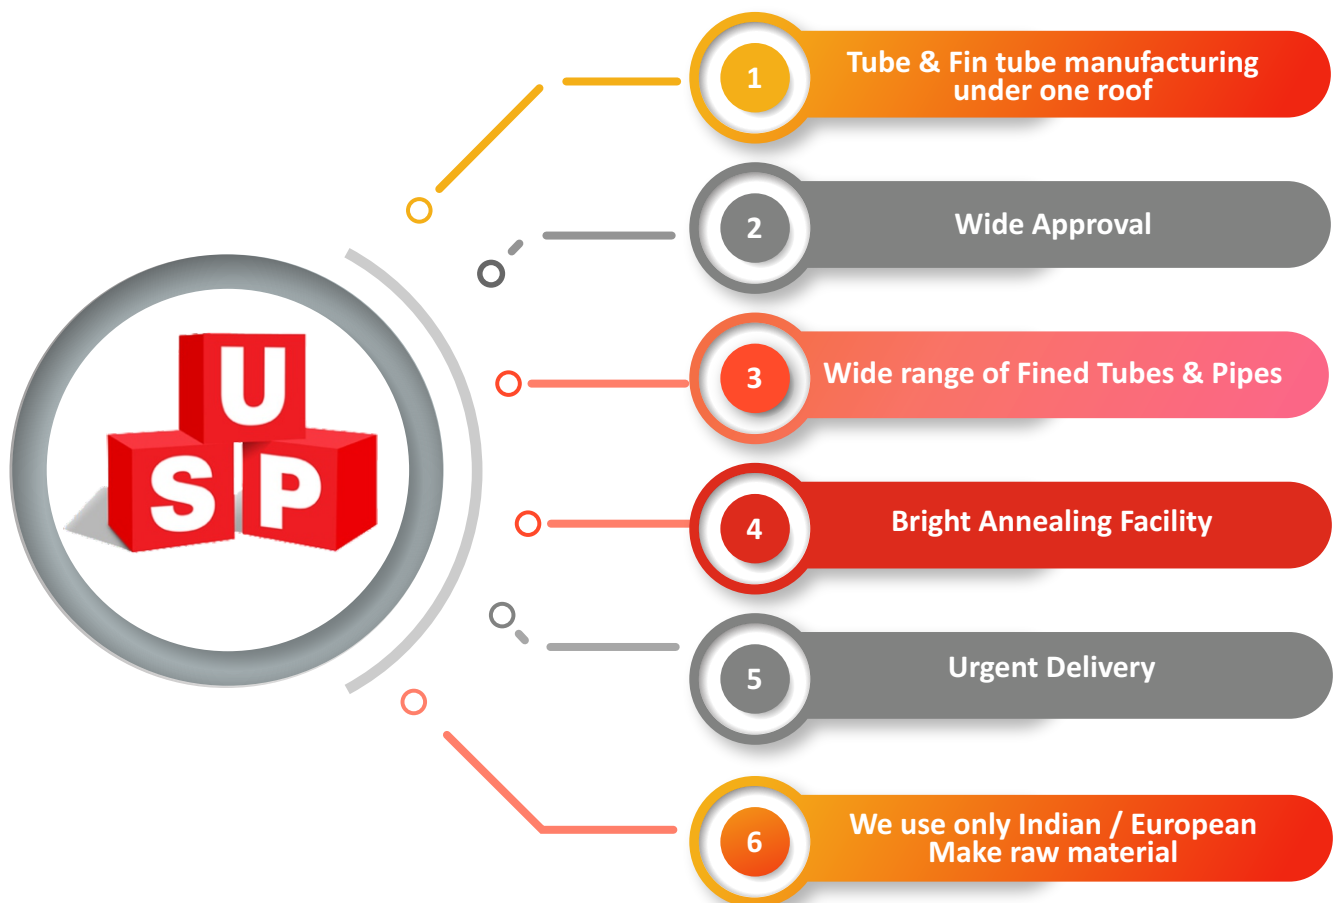 U
S P
1
Tube & Fin tube manufacturing
under one roof
2
Wide Approval
3
Wide range of Fined Tubes & Pipes
4
Bright Annealing Facility
5
Urgent Delivery
6
We use only Indian / European
Make raw material